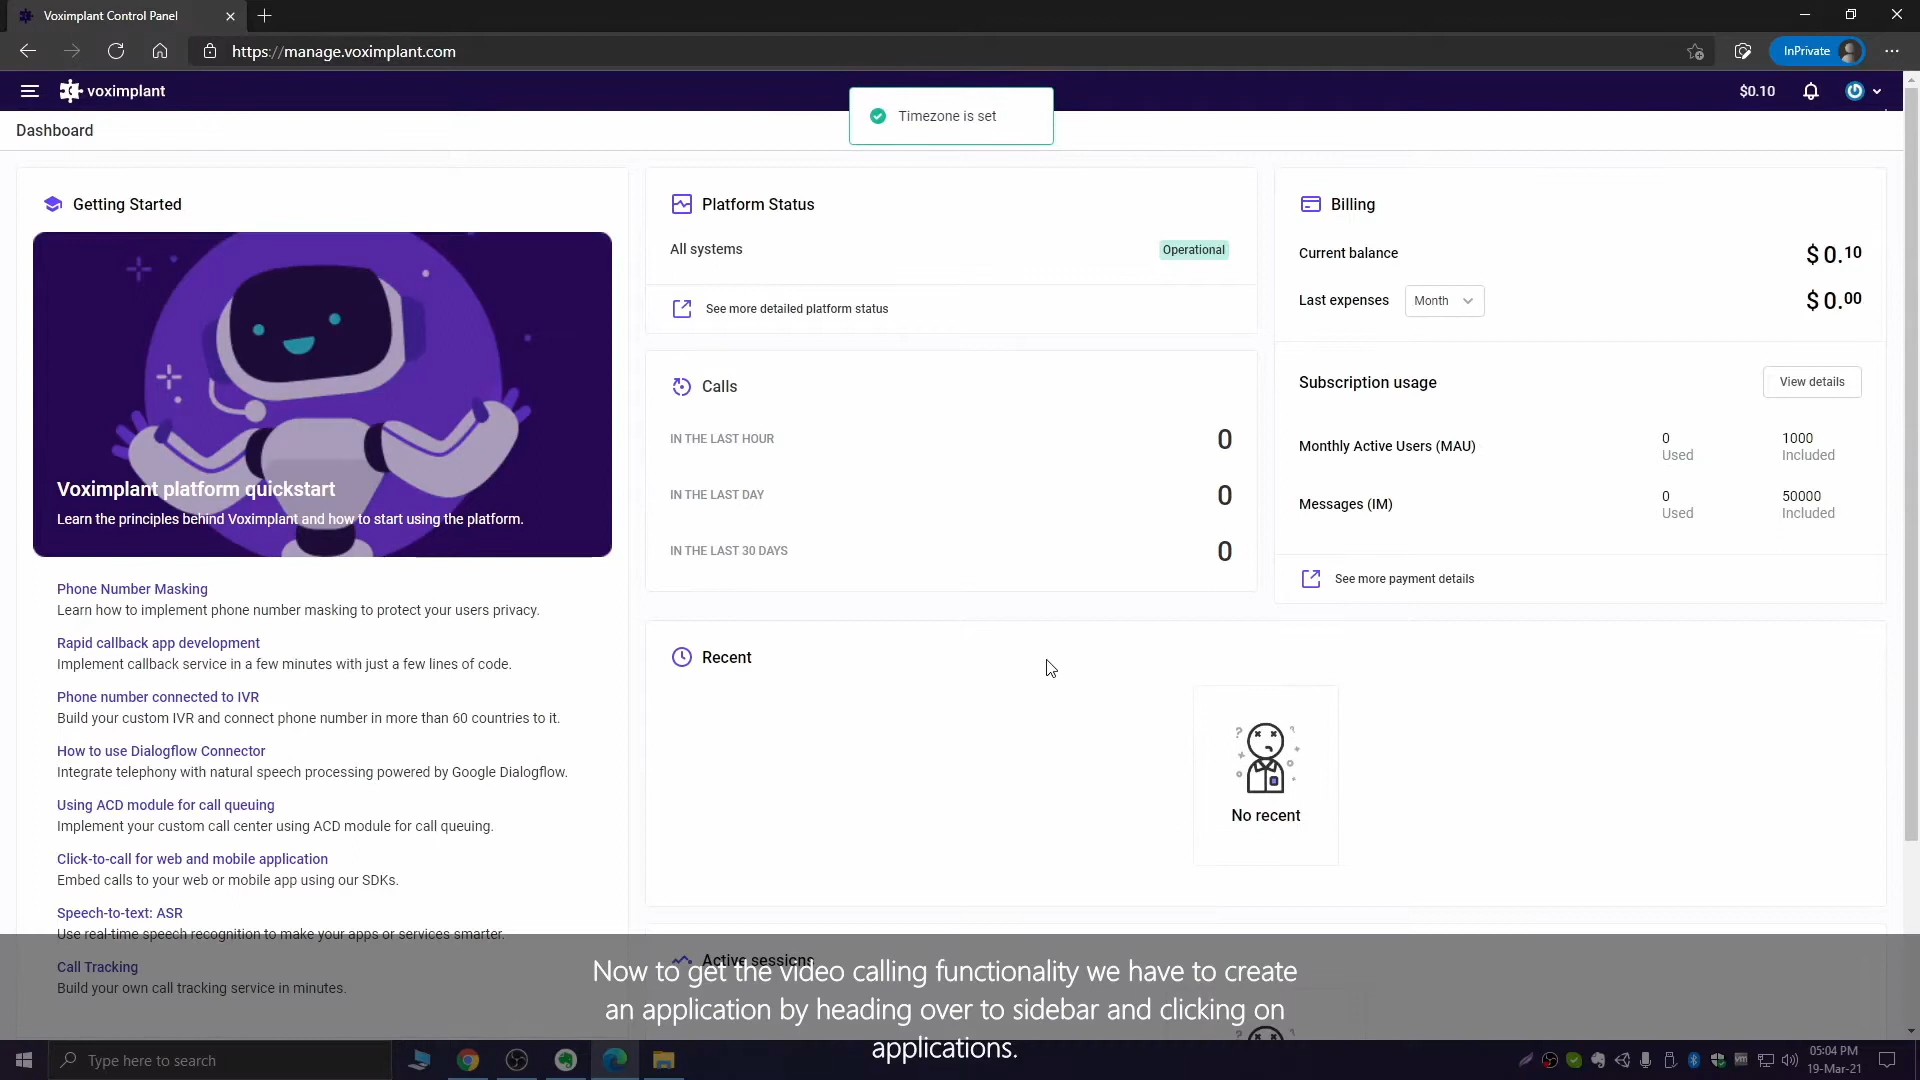 Voximplant Control Panel
https://manage.voximplant.com
InPrivate
voximplant
$0.10
Dashboard
Timezone is set
Getting Started
Voximplant platform quickstart
Learn the principles behind Voximplant and how to start using the platform.
Phone Number Masking
Learn how to implement phone number masking to protect your users privacy.
Rapid callback app development
Implement callback service in a few minutes with just a few lines of code.
Phone number connected to IVR
Build your custom IVR and connect phone number in more than 60 countries to it.
How to use Dialogflow Connector
Integrate telephony with natural speech processing powered by Google Dialogflow.
Using ACD module for call queuing
Implement your custom call center using ACD module for call queuing.
Click-to-call for web and mobile application
Embed calls to your web or mobile app using our SDKs.
Speech-to-text: ASR
Use real-time speech recognition to make your apps or services smarter.
Call Tracking
Build your own call tracking service in minutes.
Platform Status
All systems
Operational
See more detailed platform status
Calls
IN THE LAST HOUR 0
IN THE LAST DAY 0
IN THE LAST 30 DAYS 0
Billing
Current balance $ 0.10
Last expenses Month $ 0.00
Subscription usage View details
Monthly Active Users (MAU) 0 Used 1000 Included
Messages (IM) 0 Used 50000 Included
See more payment details
Recent
No recent
Active sessions
Now to get the video calling functionality we have to create
an application by heading over to sidebar and clicking on
applications.
Type here to search
05:04 PM
19-Mar-21